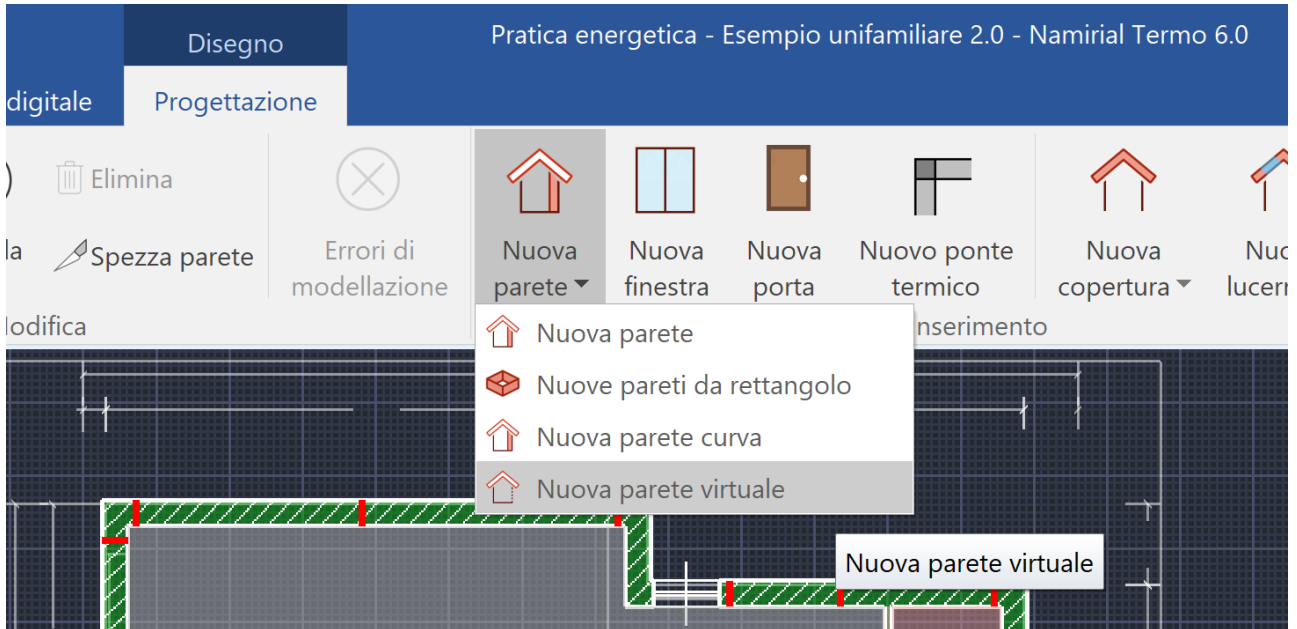 Disegno
Pratica energetica - Esempio unifamiliare 2.0 - Namirial Termo 6.0
digitale
Progettazione
Elimina
Spezza parete
Errori di
modellazione
Nuova
parete
Nuova
finestra
Nuova
porta
Nuovo ponte
termico
Nuova
copertura
Nuova parete
Nuove pareti da rettangolo
Nuova parete curva
Nuova parete virtuale
Nuova parete virtuale